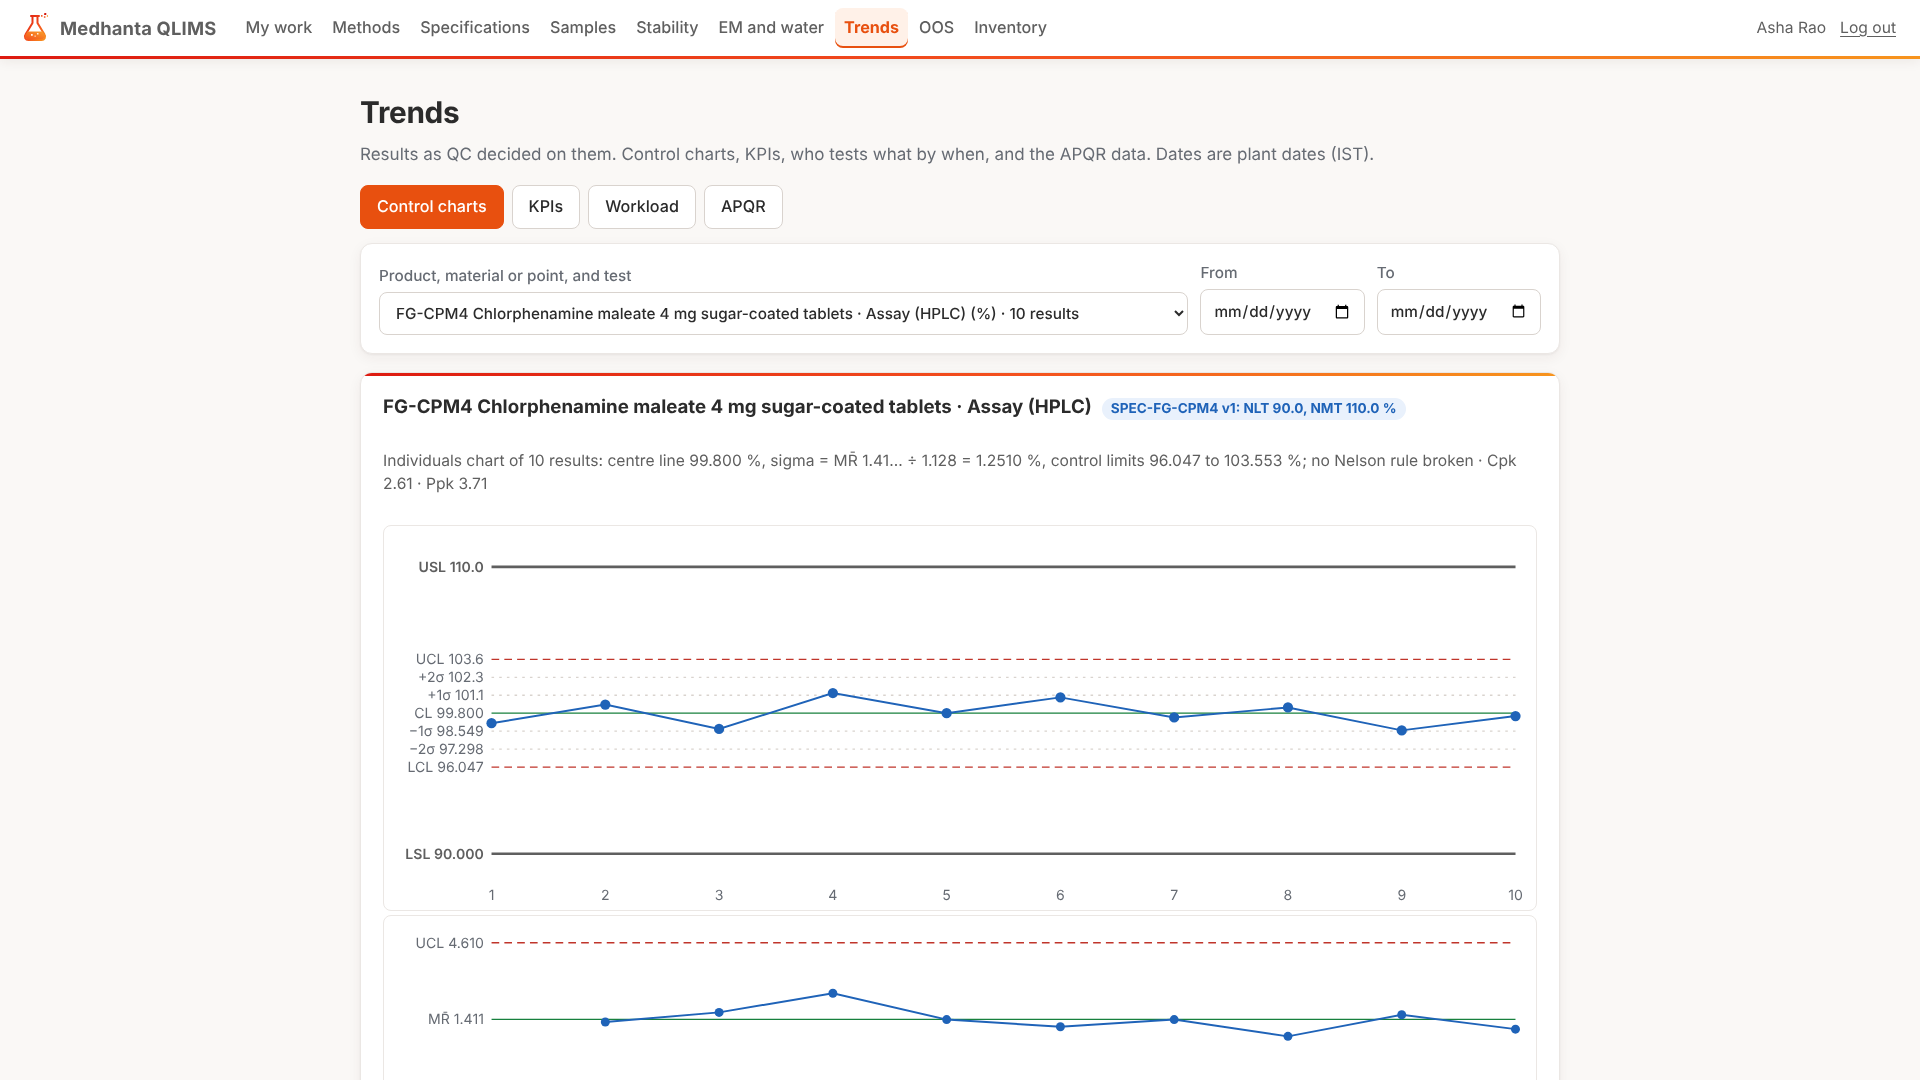 Medhanta QLIMS My work Methods Specifications Samples Stability EM and water Trends OOS Inventory Asha Rao Log out
Trends
Results as QC decided on them. Control charts, KPIs, who tests what by when, and the APQR data. Dates are plant dates (IST).
Control charts KPIs Workload APQR
Product, material or point, and test From To
FG-CPM4 Chlorphenamine maleate 4 mg sugar-coated tablets · Assay (HPLC) (%) · 10 results mm/dd/yyyy mm/dd/yyyy
FG-CPM4 Chlorphenamine maleate 4 mg sugar-coated tablets · Assay (HPLC) SPEC-FG-CPM4 v1: NLT 90.0, NMT 110.0 %
Individuals chart of 10 results: centre line 99.800 %, sigma = MR̄ 1.41… ÷ 1.128 = 1.2510 %, control limits 96.047 to 103.553 %; no Nelson rule broken · Cpk
2.61 · Ppk 3.71
USL 110.0
UCL 103.6
+2σ 102.3
+1σ 101.1
CL 99.800
−1σ 98.549
−2σ 97.298
LCL 96.047
LSL 90.000
1 2 3 4 5 6 7 8 9 10
UCL 4.610
MR̄ 1.411